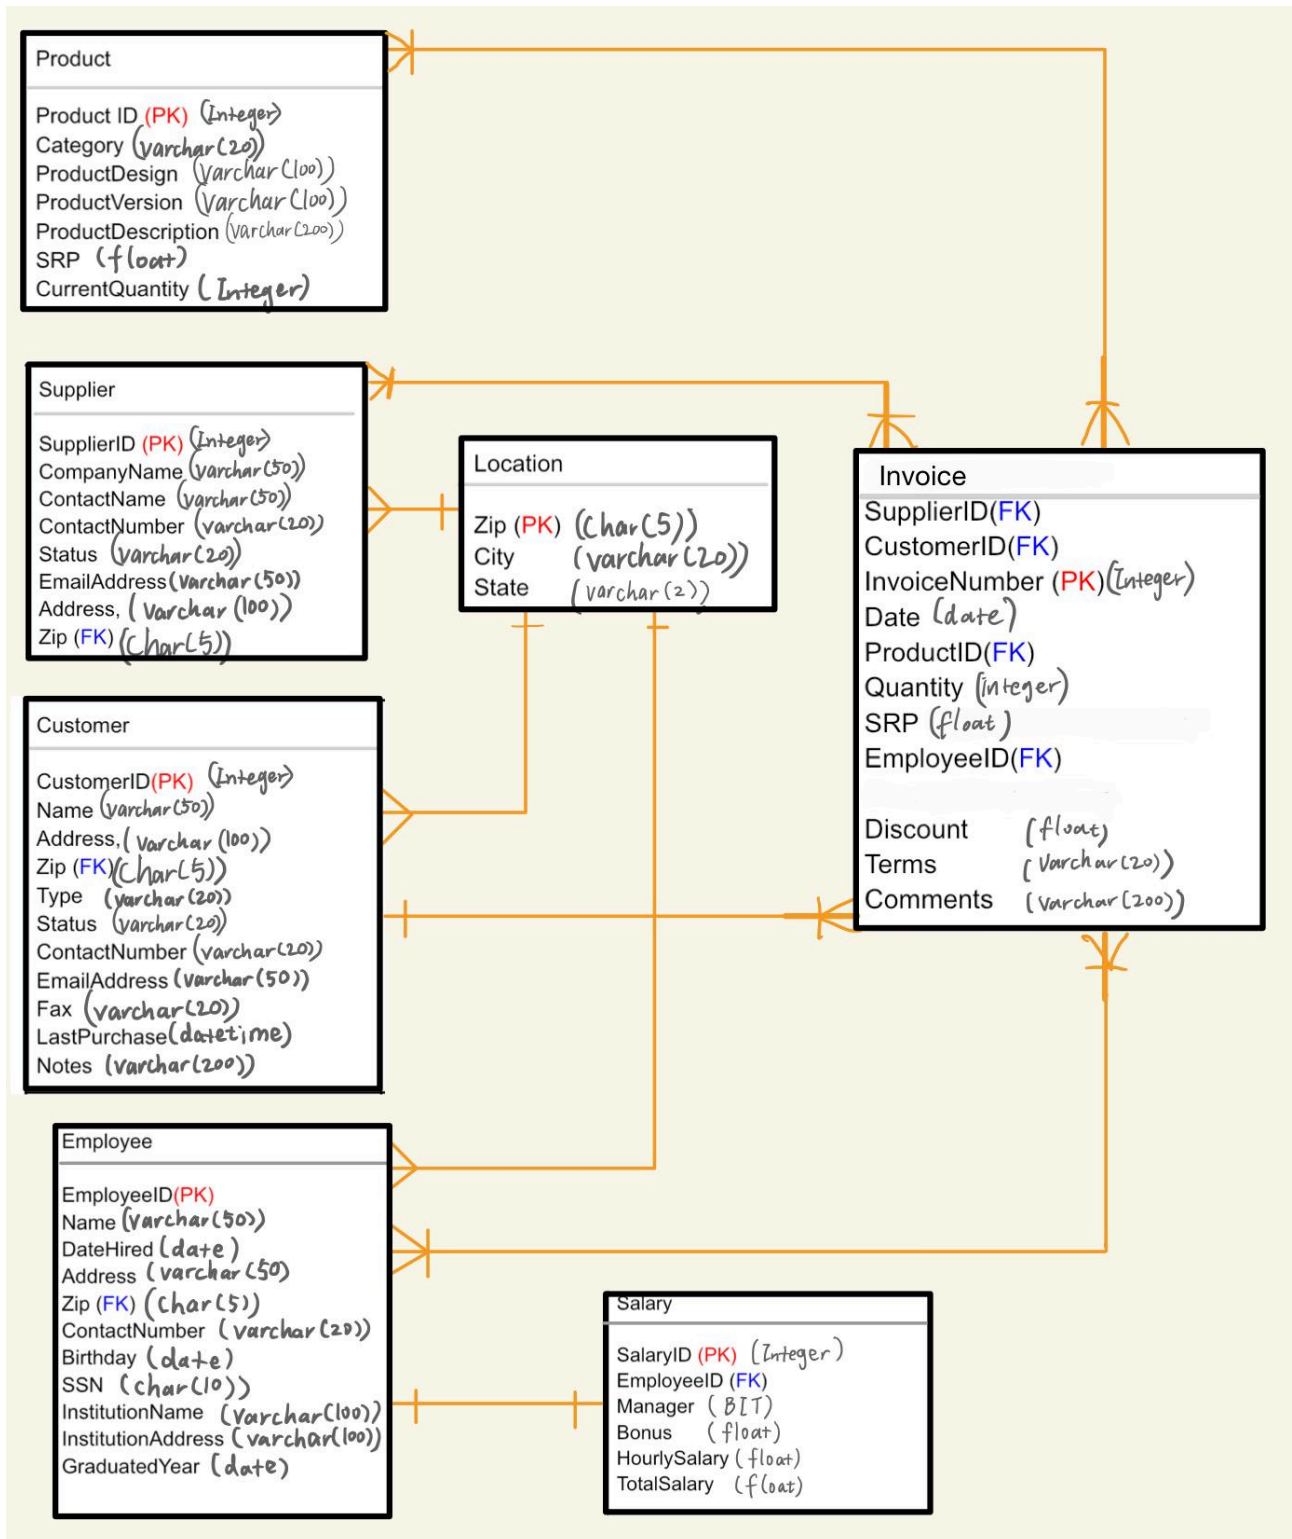 Product
Product ID (PK) (Integer)
Category (varchar(20))
ProductDesign (varchar(100))
ProductVersion (varchar(100))
ProductDescription (varchar(200))
SRP (float)
CurrentQuantity (Integer)
Supplier
SupplierID (PK) (Integer)
CompanyName (varchar(50))
ContactName (varchar(50))
ContactNumber (varchar(20))
Status (varchar(20))
EmailAddress (varchar(50))
Address, (varchar(100))
Zip (FK) (Char(5))
Location
Zip (PK) (Char(5))
City (varchar(20))
State (varchar(2))
Invoice
SupplierID(FK)
CustomerID(FK)
InvoiceNumber (PK) (Integer)
Date (date)
ProductID(FK)
Quantity (integer)
SRP (float)
EmployeeID(FK)
Discount (float)
Terms (varchar(20))
Comments (varchar(200))
Customer
CustomerID(PK) (Integer)
Name (varchar(50))
Address, (varchar(100))
Zip (FK) (Char(5))
Type (varchar(20))
Status (varchar(20))
ContactNumber (varchar(20))
EmailAddress (varchar(50))
Fax (varchar(20))
LastPurchase (datetime)
Notes (varchar(200))
Employee
EmployeeID(PK)
Name (varchar(50))
DateHired (date)
Address (varchar(50)
Zip (FK) (Char(5))
ContactNumber (varchar(20))
Birthday (date)
SSN (char(10))
InstitutionName (varchar(100))
InstitutionAddress (varchar(100))
GraduatedYear (date)
Salary
SalaryID (PK) (Integer)
EmployeeID (FK)
Manager (BIT)
Bonus (float)
HourlySalary (float)
TotalSalary (float)